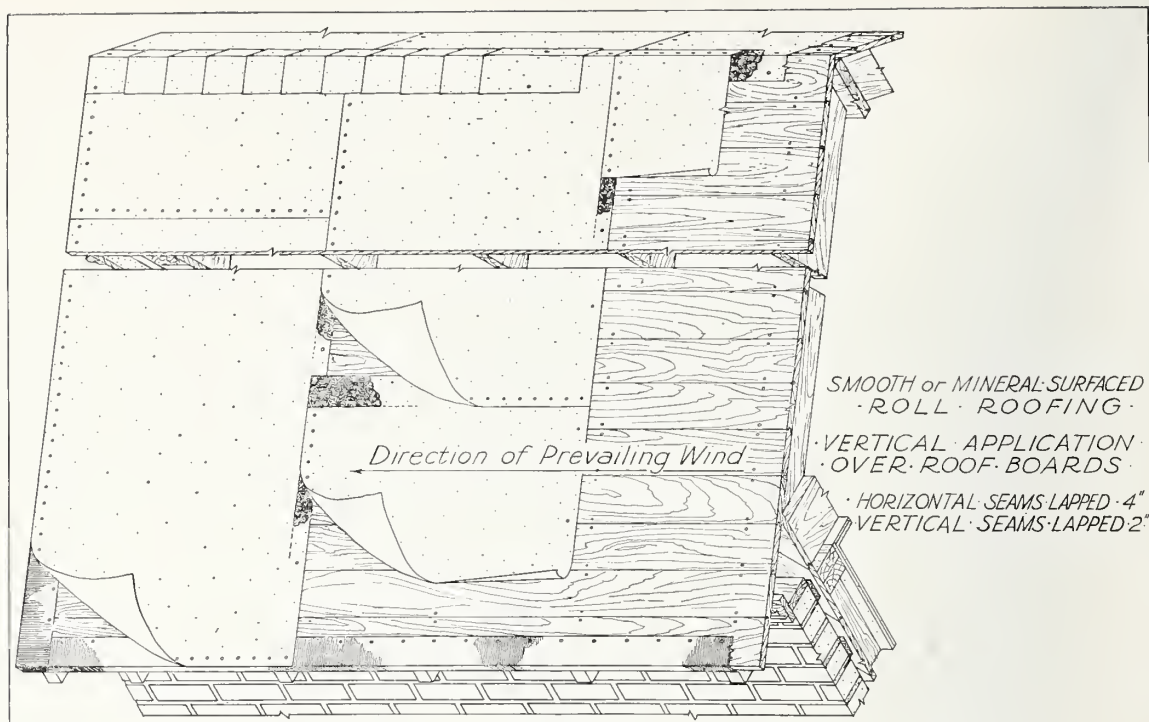 Direction of Prevailing Wind
SMOOTH or MINERAL·SURFACED
·ROLL·ROOFING·
·VERTICAL·APPLICATION·
·OVER·ROOF·BOARDS·
·HORIZONTAL·SEAMS·LAPPED·4"
VERTICAL·SEAMS·LAPPED·2"